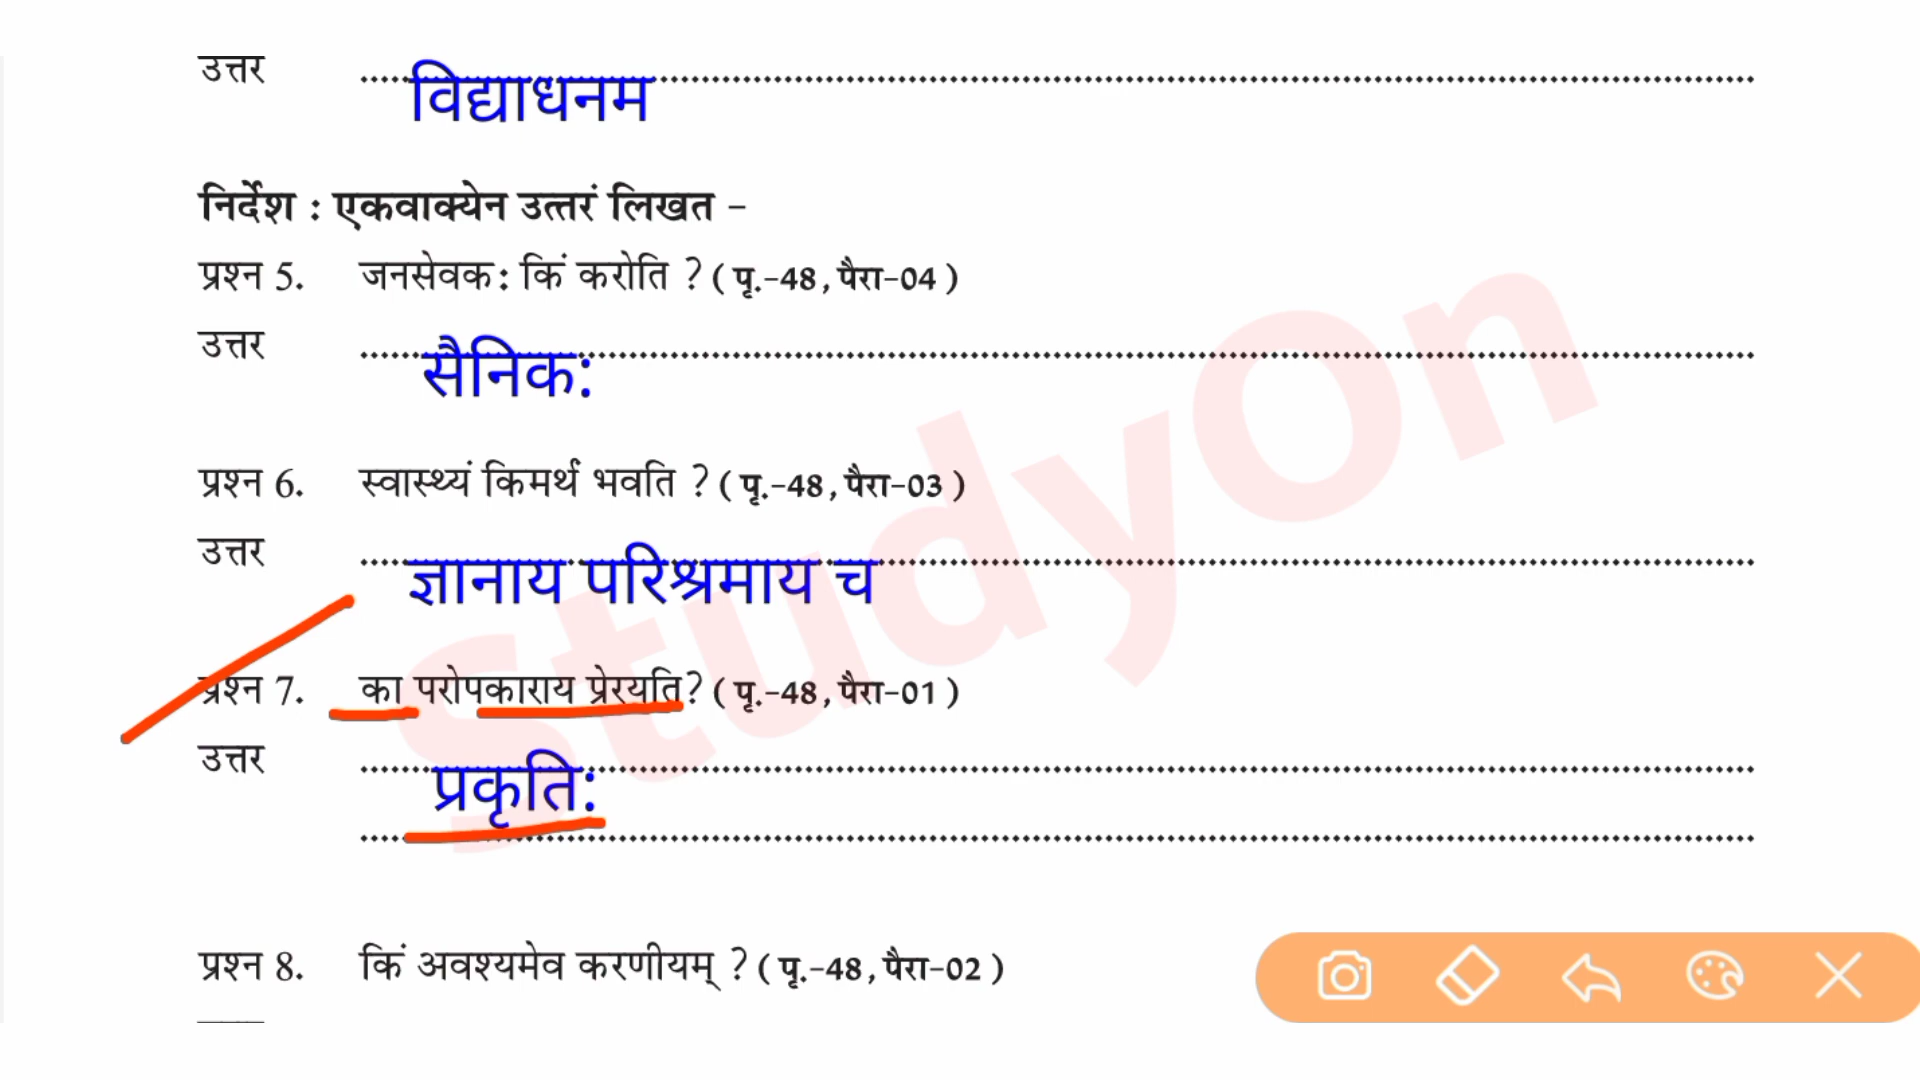 उत्तर ..........
विद्याधनम
निर्देश : एकवाक्येन उत्तरं लिखत –
प्रश्न 5. जनसेवक: किं करोति ? ( पृ.-48, पैरा-04 )
उत्तर ..........
सैनिक:
प्रश्न 6. स्वास्थ्यं किमर्थं भवति ? ( पृ.-48, पैरा-03 )
उत्तर ..........
ज्ञानाय परिश्रमाय च
प्रश्न 7. का परोपकाराय प्रेरयति? ( पृ.-48, पैरा-01 )
उत्तर ..........
प्रकृति:
प्रश्न 8. किं अवश्यमेव करणीयम् ? ( पृ.-48, पैरा-02 )
StudyOn